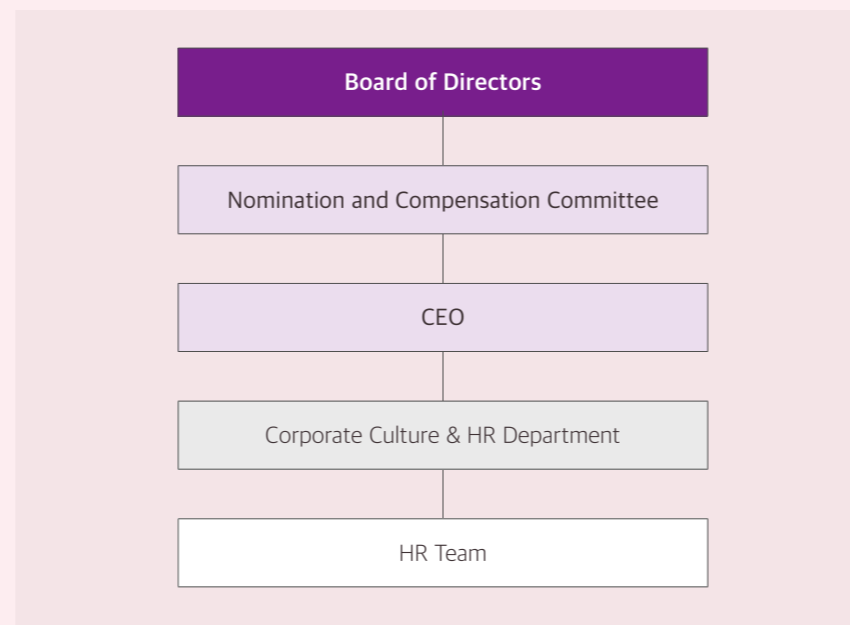 Board of Directors
Nomination and Compensation Committee
CEO
Corporate Culture & HR Department
HR Team